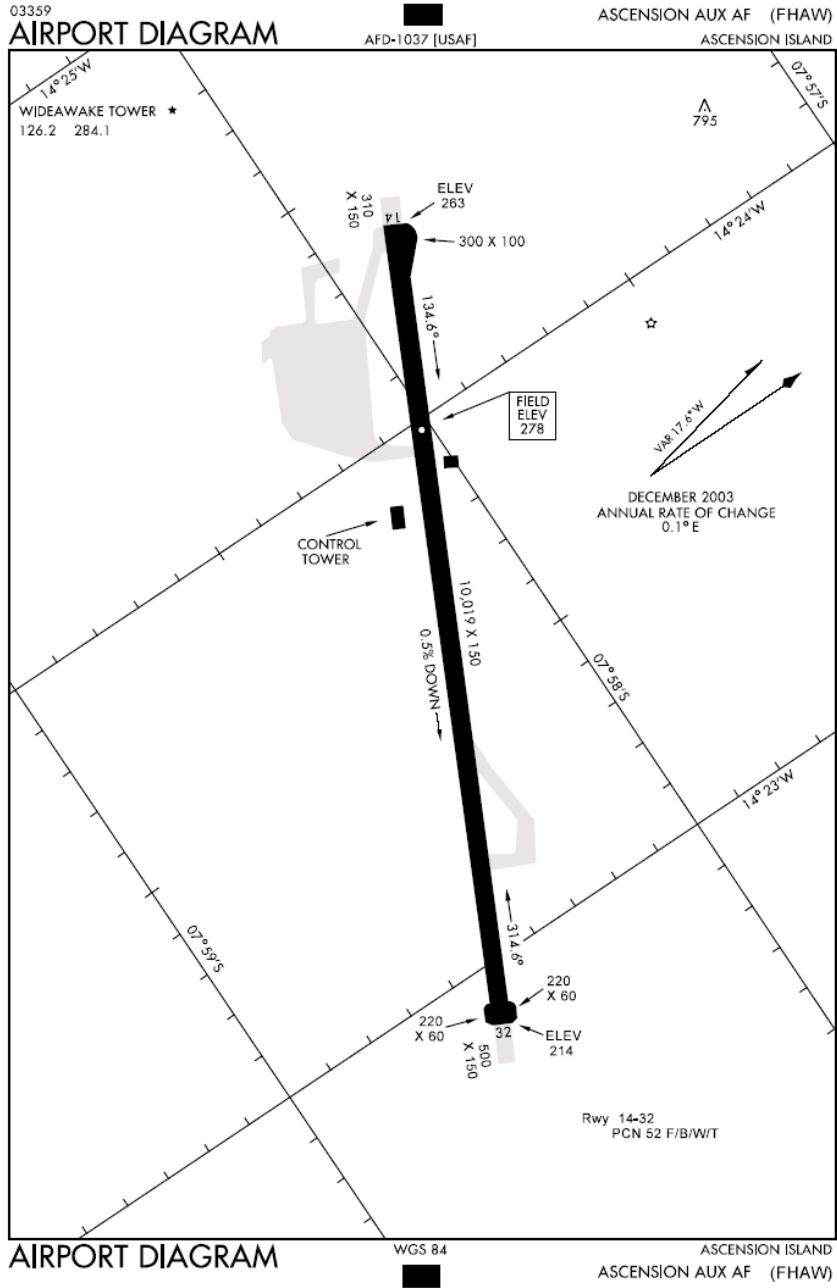 03359
AIRPORT DIAGRAM
AFD-1037 [USAF]
ASCENSION AUX AF (FHAW)
ASCENSION ISLAND
14°25'W
07°57'S
WIDEAWAKE TOWER ★
126.2 284.1
795
310
X 150
14
ELEV
263
300 X 100
14°24'W
134.6°
FIELD
ELEV
278
VAR 17.6°W
DECEMBER 2003
ANNUAL RATE OF CHANGE
0.1°E
CONTROL
TOWER
10,019 X 150
0.5% DOWN
07°58'S
14°23'W
07°59'S
314.6°
220
X 60
220
X 60
32
ELEV
214
500
X 150
Rwy 14-32
PCN 52 F/B/W/T
AIRPORT DIAGRAM
WGS 84
ASCENSION ISLAND
ASCENSION AUX AF (FHAW)